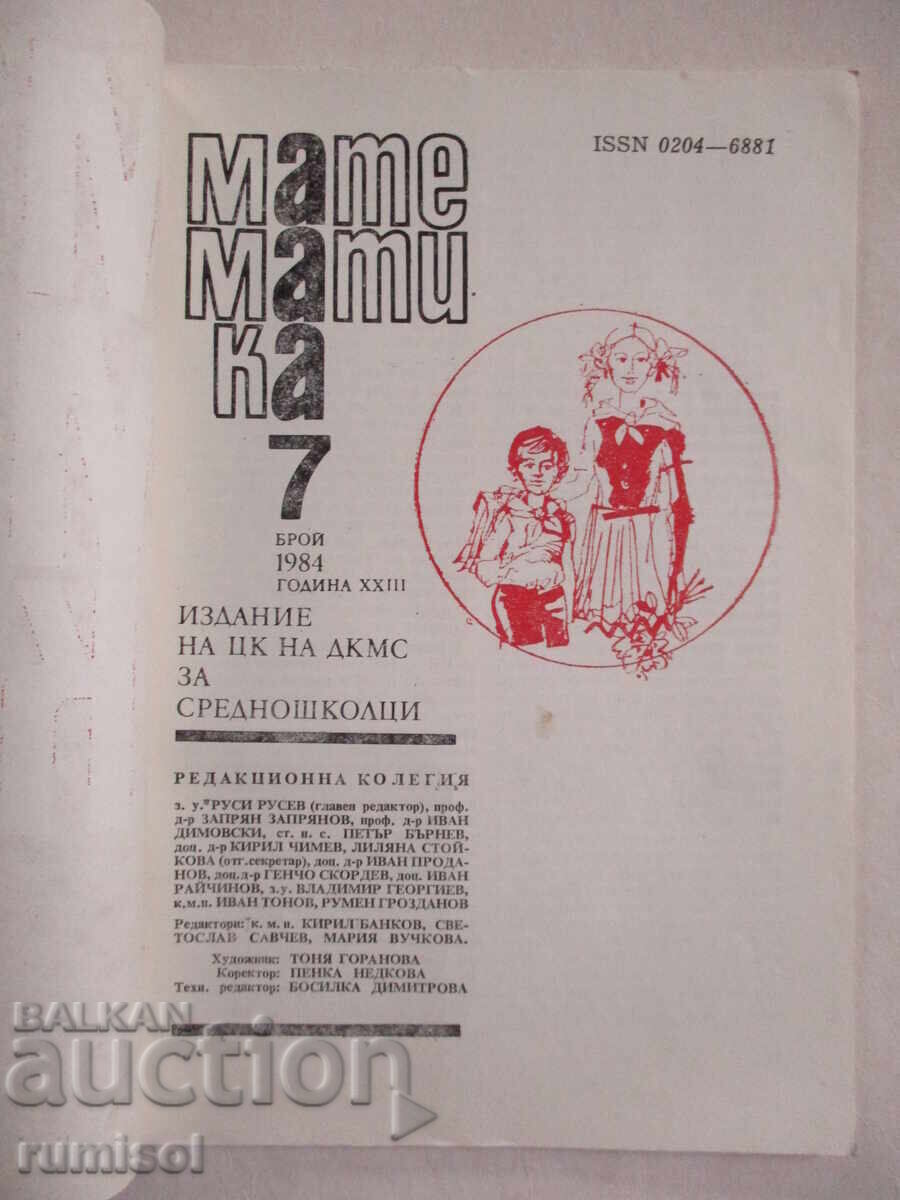 мате
мати
ка
7
БРОЙ
1984
ГОДИНА XXIII
ИЗДАНИЕ
НА ЦК НА ДКМС
ЗА
СРЕДНОШКОЛЦИ
ISSN 0204—6881
РЕДАКЦИОННА КОЛЕГИЯ
з. у. РУСИ РУСЕВ (главен редактор), проф.
д-р ЗАПРЯН ЗАПРЯНОВ, проф. д-р ИВАН
ДИМОВСКИ, ст. н. с. ПЕТЪР БЪРНЕВ,
доц. д-р КИРИЛ ЧИМЕВ, ЛИЛЯНА СТОЙ-
КОВА (отг. секретар), доц. д-р ИВАН ПРОДА-
НОВ, доц. д-р ГЕНЧО СКОРДЕВ, доц. ИВАН
РАЙЧИНОВ, з.у. ВЛАДИМИР ГЕОРГИЕВ,
к.м.н. ИВАН ТОНОВ, РУМЕН ГРОЗДАНОВ
Редактори: к. м. н. КИРИЛ БАНКОВ, СВЕ-
ТОСЛАВ САВЧЕВ, МАРИЯ ВУЧКОВА.
Художник: ТОНЯ ГОРАНОВА
Коректор: ПЕНКА НЕДКОВА
Техн. редактор: БОСИЛКА ДИМИТРОВА
BALKAN
auction
rumisol